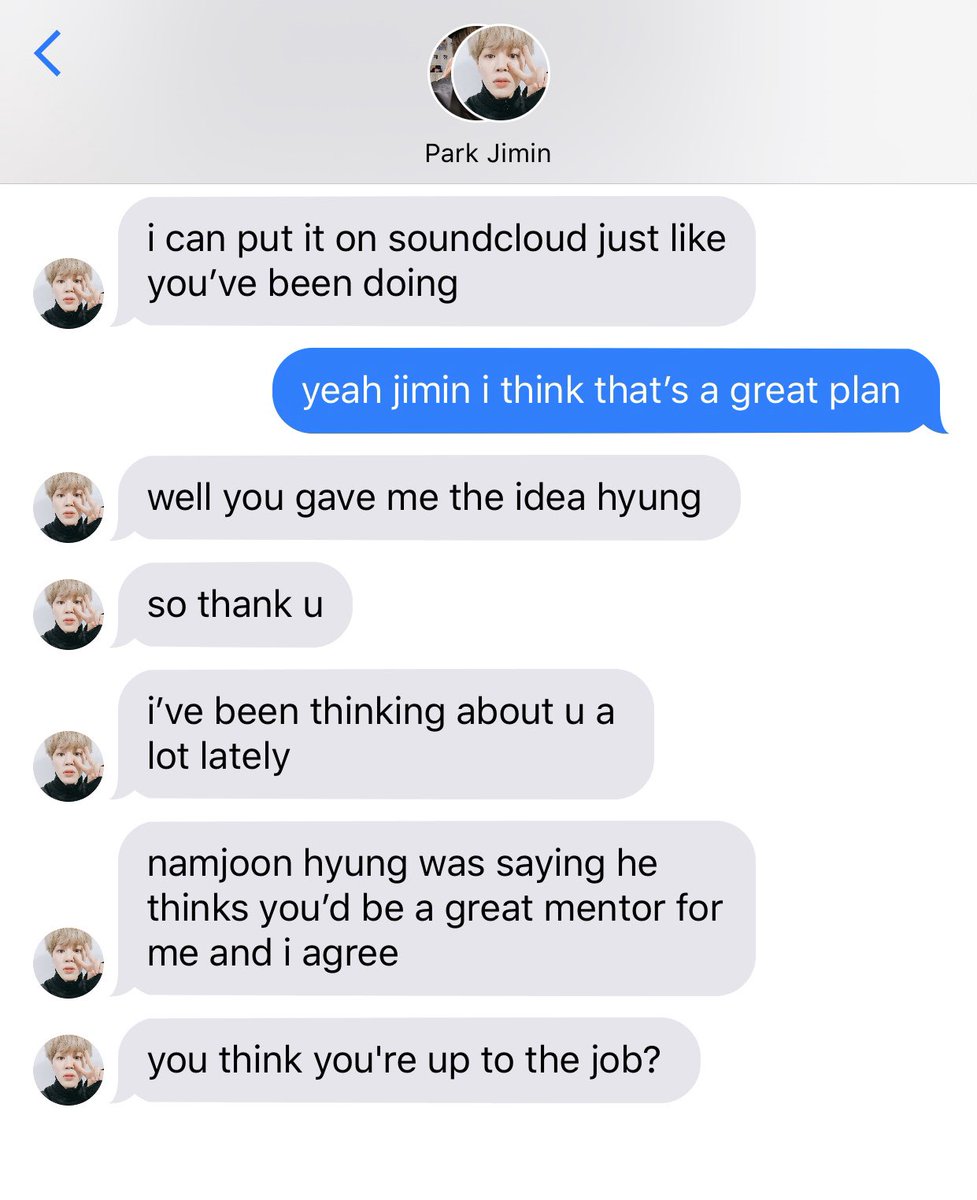 Park Jimin
i can put it on soundcloud just like
you’ve been doing
yeah jimin i think that’s a great plan
well you gave me the idea hyung
so thank u
i’ve been thinking about u a
lot lately
namjoon hyung was saying he
thinks you’d be a great mentor for
me and i agree
you think you're up to the job?